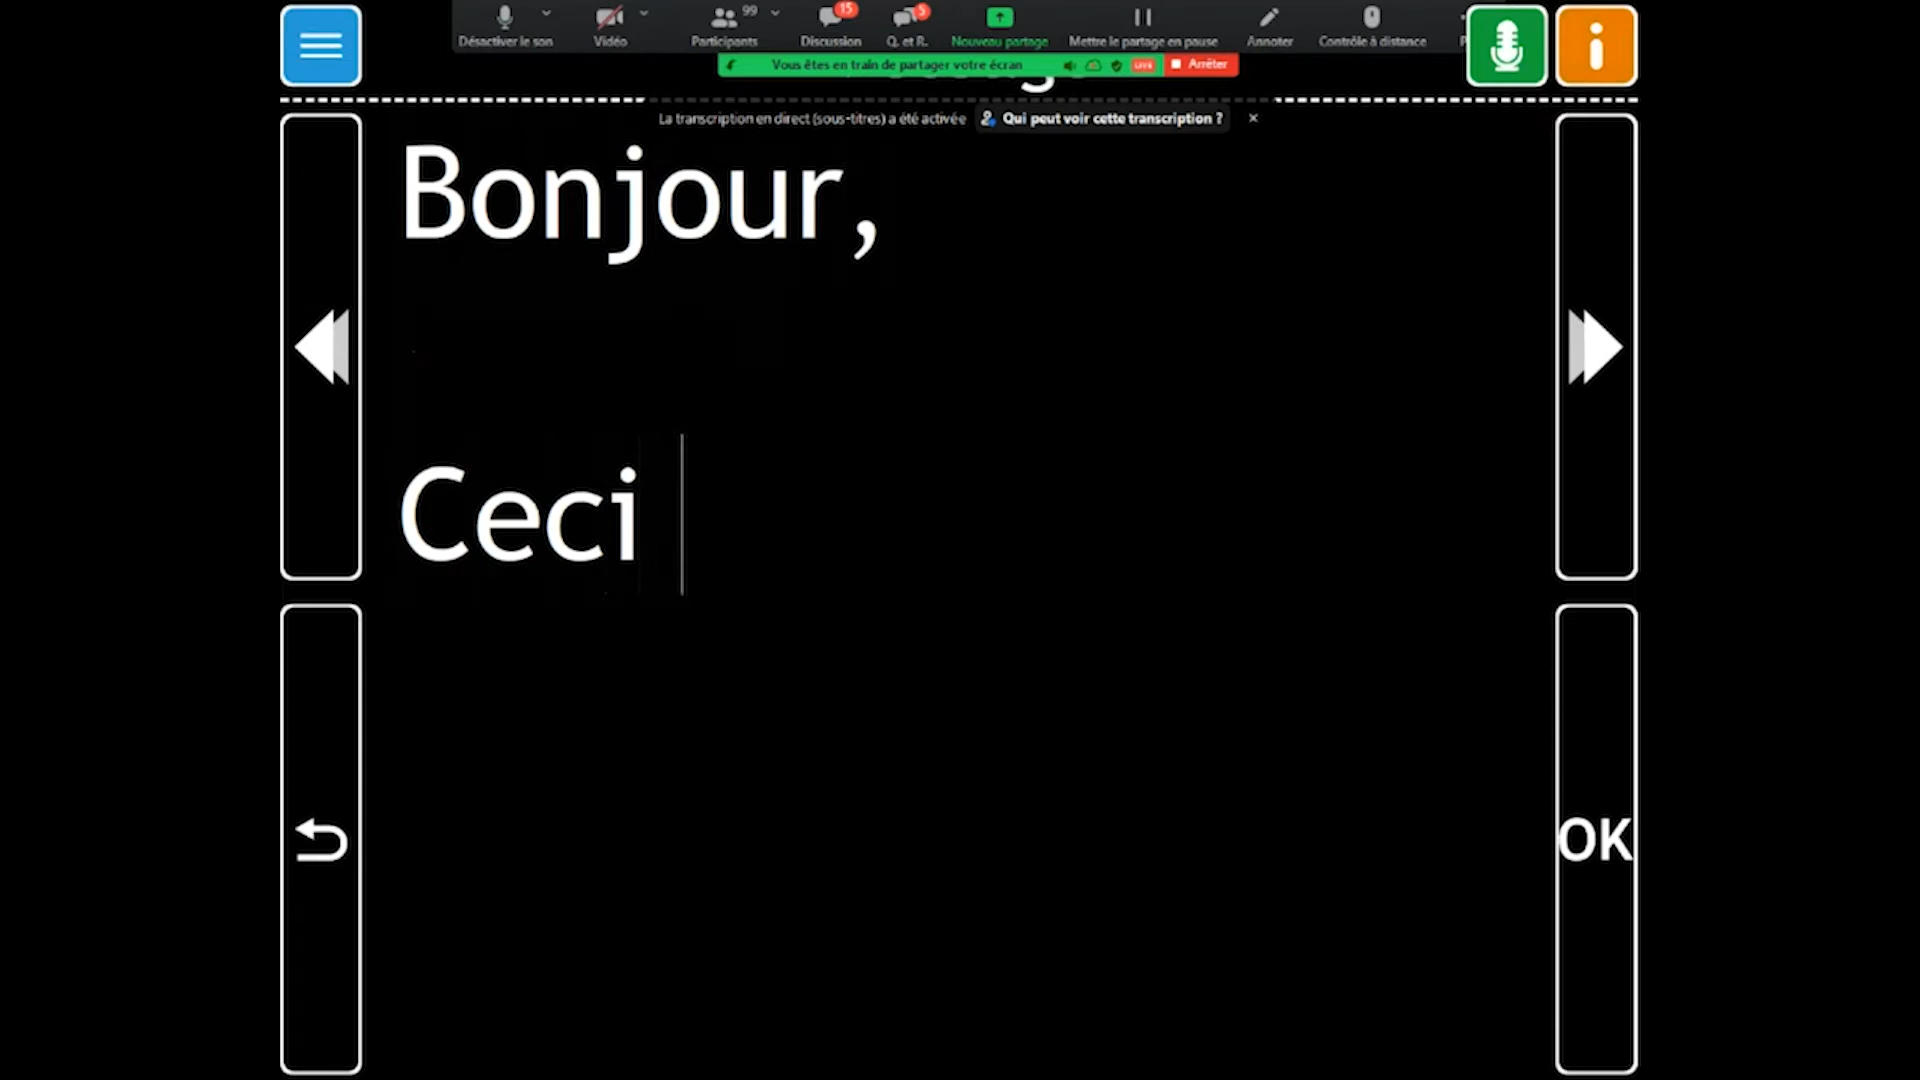 99 15 5
Désactiver le son Vidéo Participants Discussion Q. et R. Nouveau partage Mettre le partage en pause Annoter Contrôle à distance
Vous êtes en train de partager votre écran LIVE Arrêter
La transcription en direct (sous-titres) a été activée Qui peut voir cette transcription ?
Bonjour,
Ceci
OK